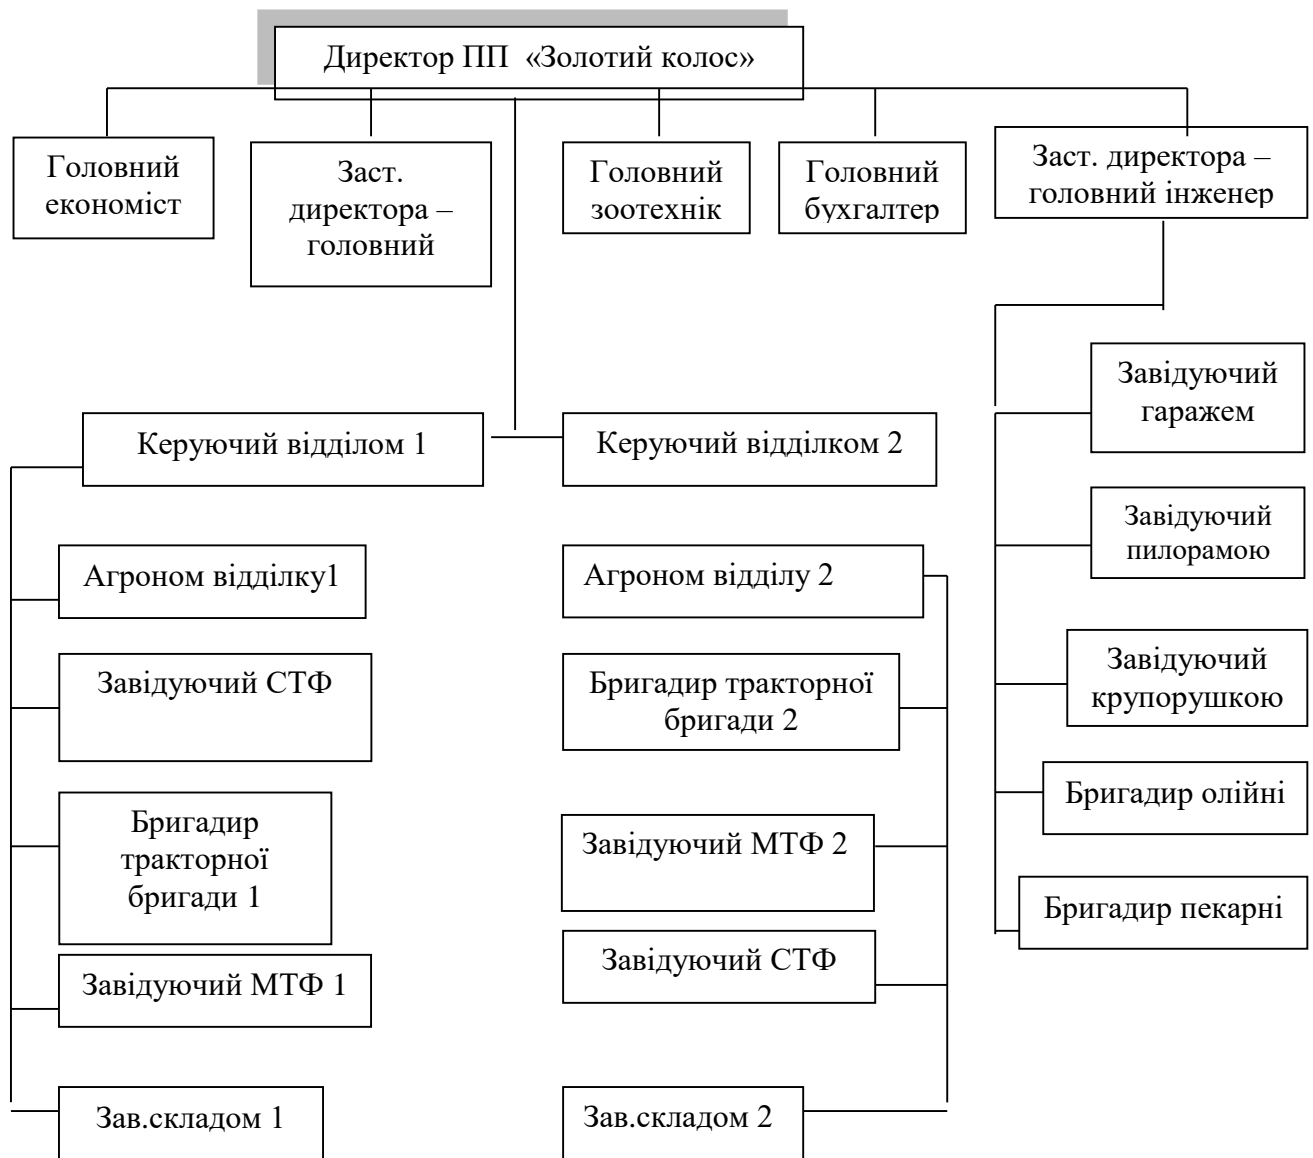 Директор ПП «Золотий колос»
Головний
економіст
Заст.
директора –
головний
Головний
зоотехнік
Головний
бухгалтер
Заст. директора –
головний інженер
Завідуючий
гаражем
Керуючий відділом 1
Керуючий відділком 2
Завідуючий
пилорамою
Агроном відділку1
Агроном відділу 2
Завідуючий СТФ
Бригадир тракторної
бригади 2
Завідуючий
крупорушкою
Бригадир олійні
Бригадир
тракторної
бригади 1
Завідуючий МТФ 2
Бригадир пекарні
Завідуючий МТФ 1
Завідуючий СТФ
Зав.складом 1
Зав.складом 2